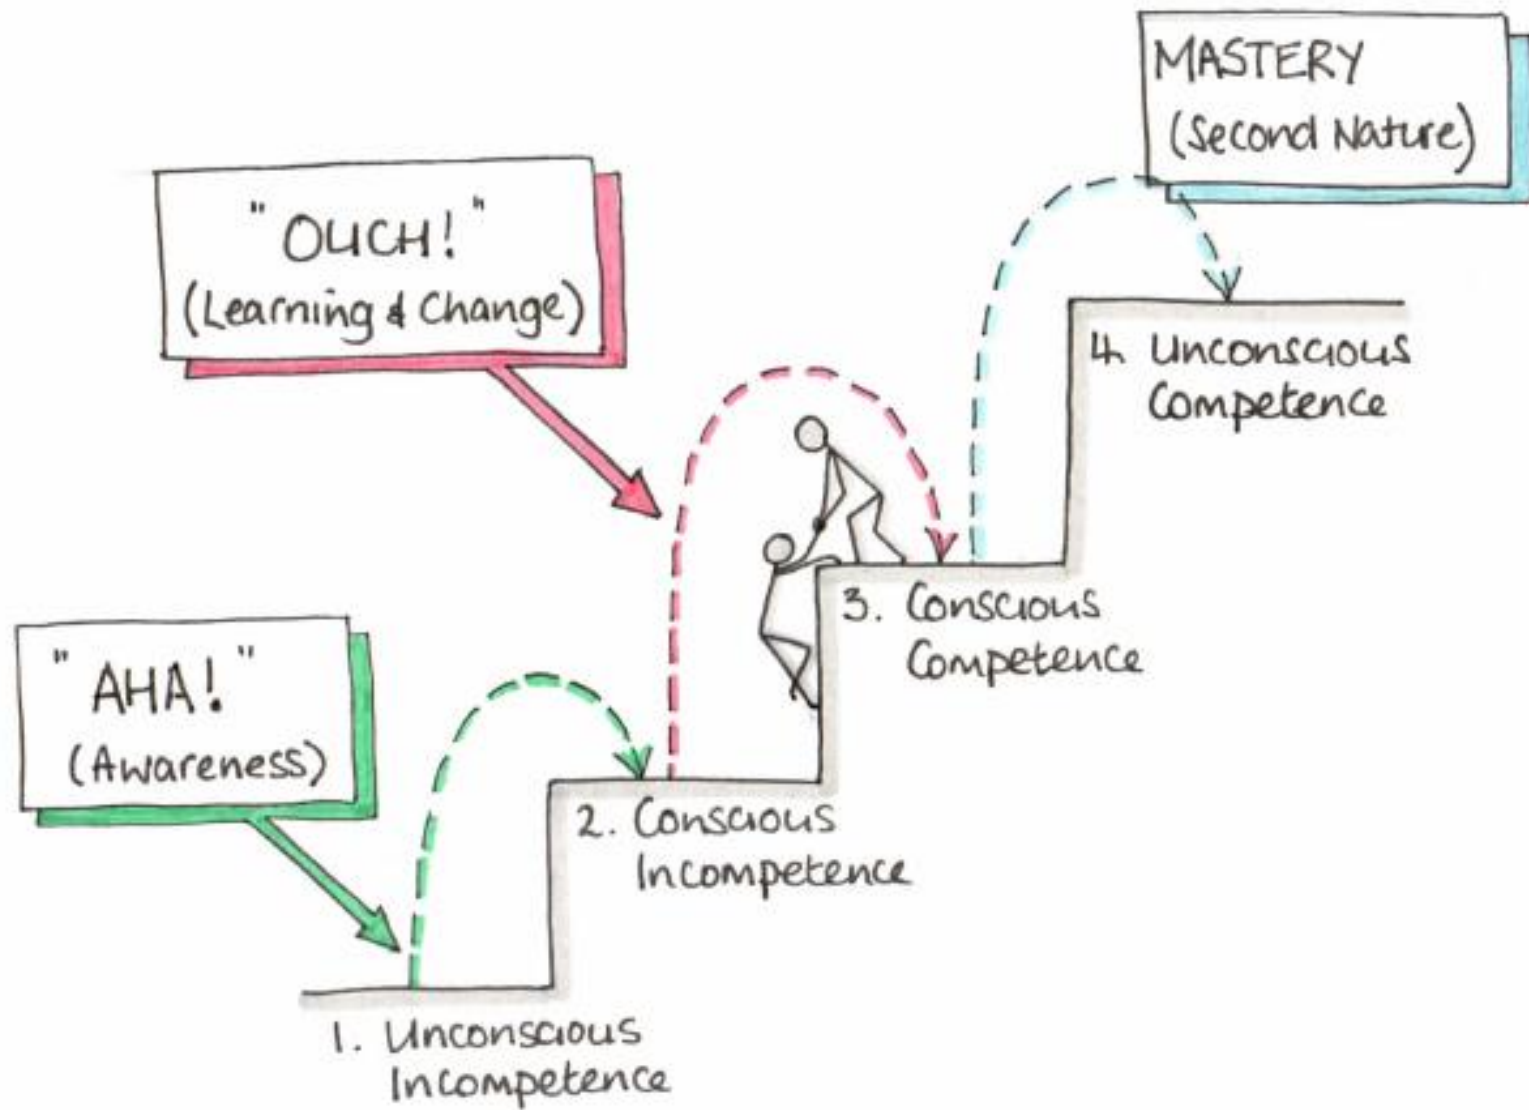 MASTERY
(Second Nature)
"OUCH!"
(Learning & Change)
4. Unconscious
Competence
3. Conscious
Competence
"AHA!"
(Awareness)
2. Conscious
Incompetence
1. Unconscious
Incompetence